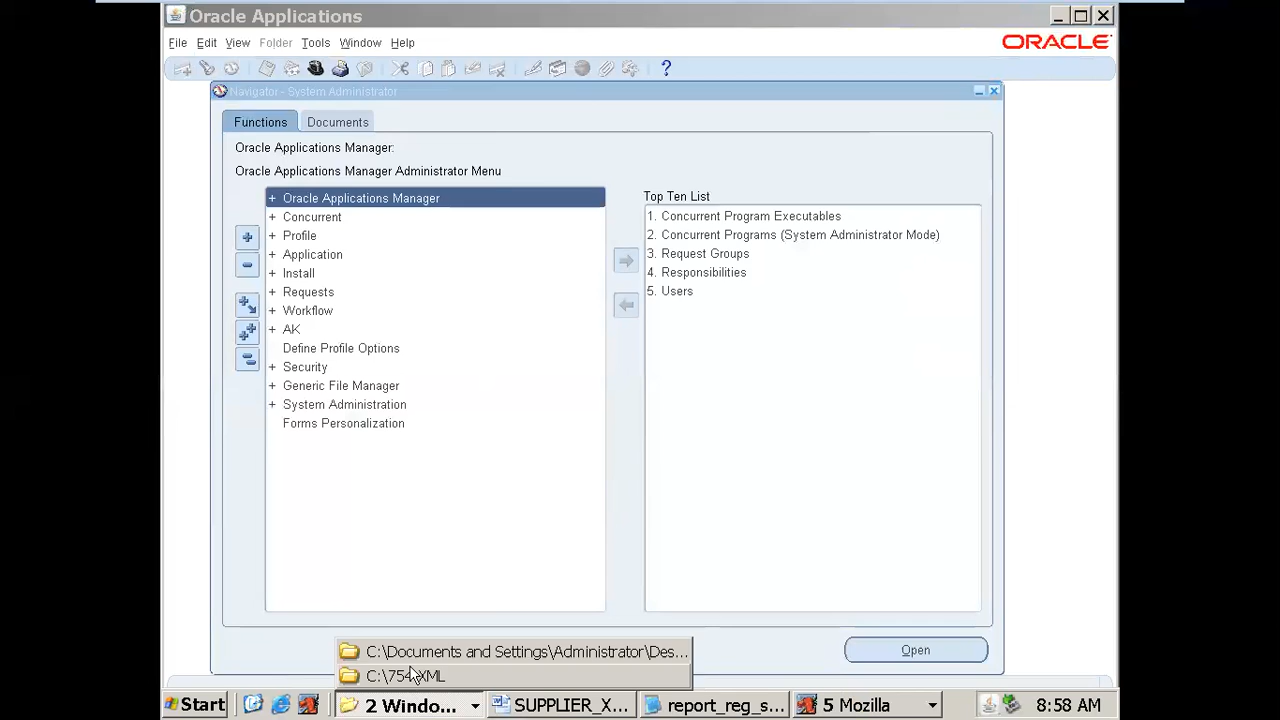 Oracle Applications
File Edit View Folder Tools Window Help
ORACLE
Navigator - System Administrator
Functions Documents
Oracle Applications Manager:
Oracle Applications Manager Administrator Menu
Top Ten List
+ Oracle Applications Manager
+ Concurrent
+ Profile
+ Application
+ Install
+ Requests
+ Workflow
+ AK
Define Profile Options
+ Security
+ Generic File Manager
+ System Administration
Forms Personalization
1. Concurrent Program Executables
2. Concurrent Programs (System Administrator Mode)
3. Request Groups
4. Responsibilities
5. Users
Open
C:\Documents and Settings\Administrator\Des...
C:\754
XML
Start 2 Windo... SUPPLIER_X... report_reg_s... 5 Mozilla 8:58 AM